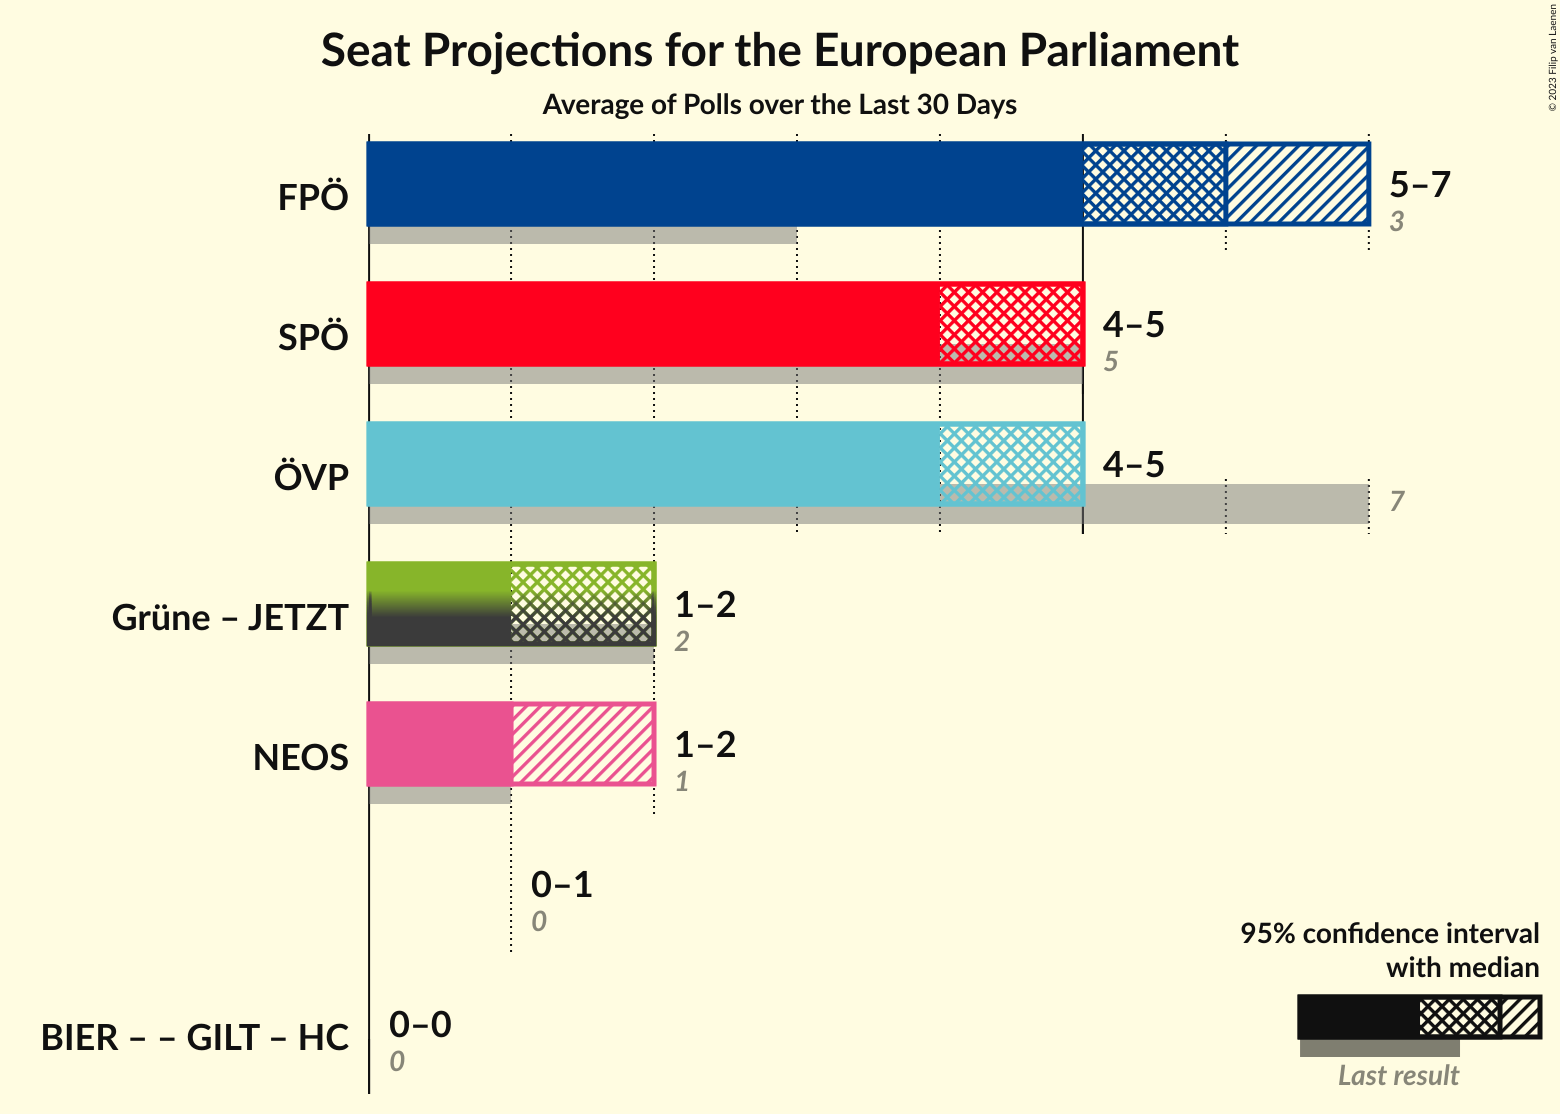 Seat Projections for the European Parliament
Average of Polls over the Last 30 Days
© 2023 Filip van Laenen
FPÖ
5–7
3
SPÖ
4–5
5
ÖVP
4–5
7
Grüne – JETZT
1–2
2
NEOS
1–2
1
0–1
0
BIER – – GILT – HC
0–0
0
95% confidence interval
with median
Last result